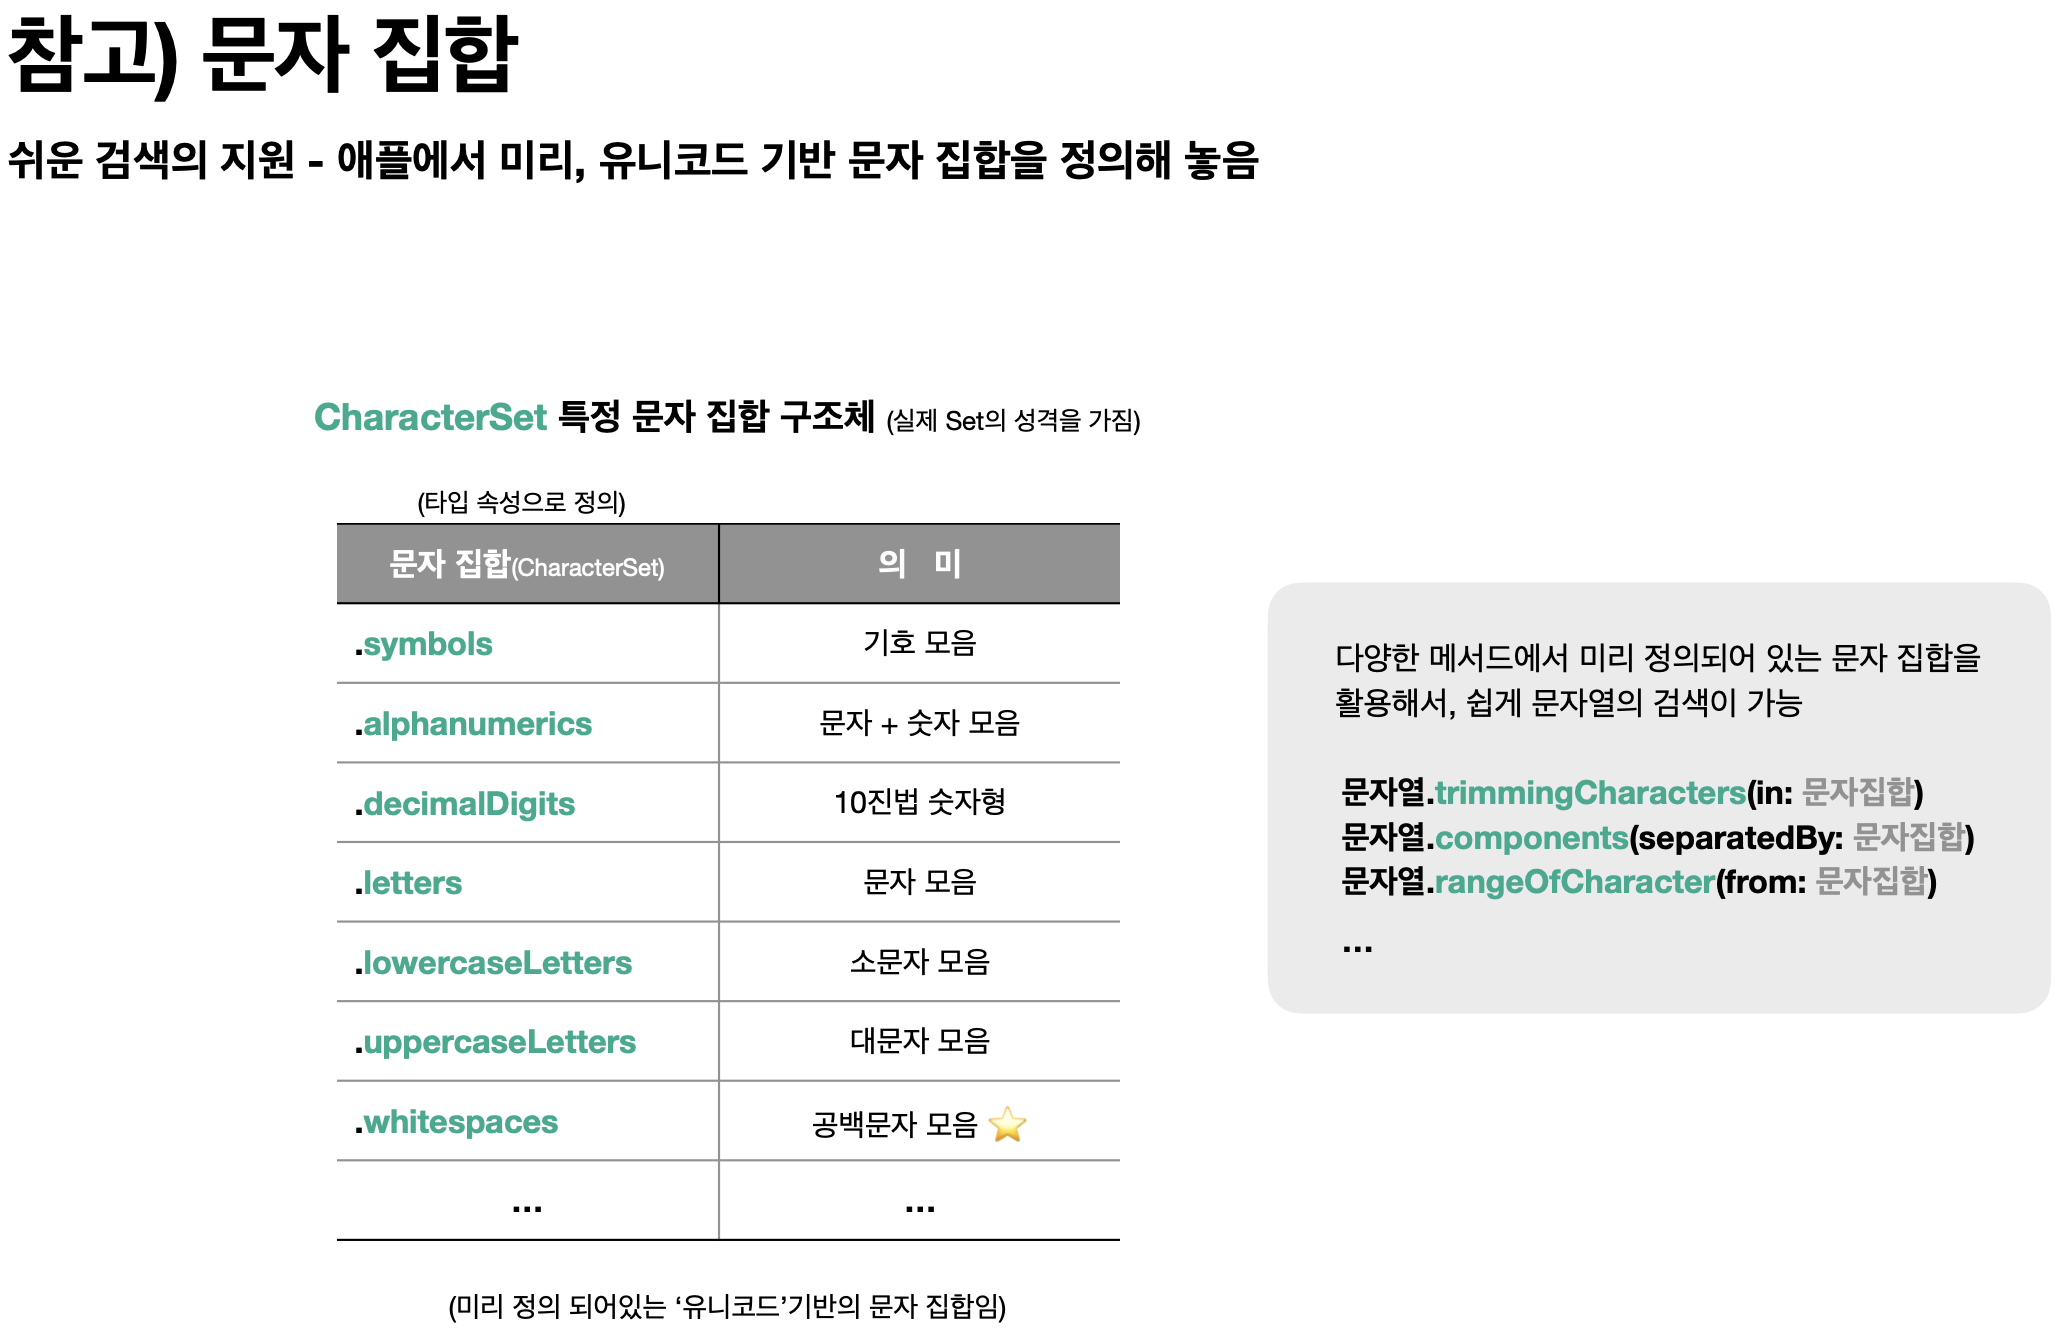 참고) 문자 집합
쉬운 검색의 지원 - 애플에서 미리, 유니코드 기반 문자 집합을 정의해 놓음
CharacterSet 특정 문자 집합 구조체 (실제 Set의 성격을 가짐)
(타입 속성으로 정의)
문자 집합(CharacterSet) 의 미
.symbols 기호 모음
.alphanumerics 문자 + 숫자 모음
.decimalDigits 10진법 숫자형
.letters 문자 모음
.lowercaseLetters 소문자 모음
.uppercaseLetters 대문자 모음
.whitespaces 공백문자 모음 ⭐
... ...
(미리 정의 되어있는 ‘유니코드’기반의 문자 집합임)
다양한 메서드에서 미리 정의되어 있는 문자 집합을
활용해서, 쉽게 문자열의 검색이 가능
문자열.trimmingCharacters(in: 문자집합)
문자열.components(separatedBy: 문자집합)
문자열.rangeOfCharacter(from: 문자집합)
...